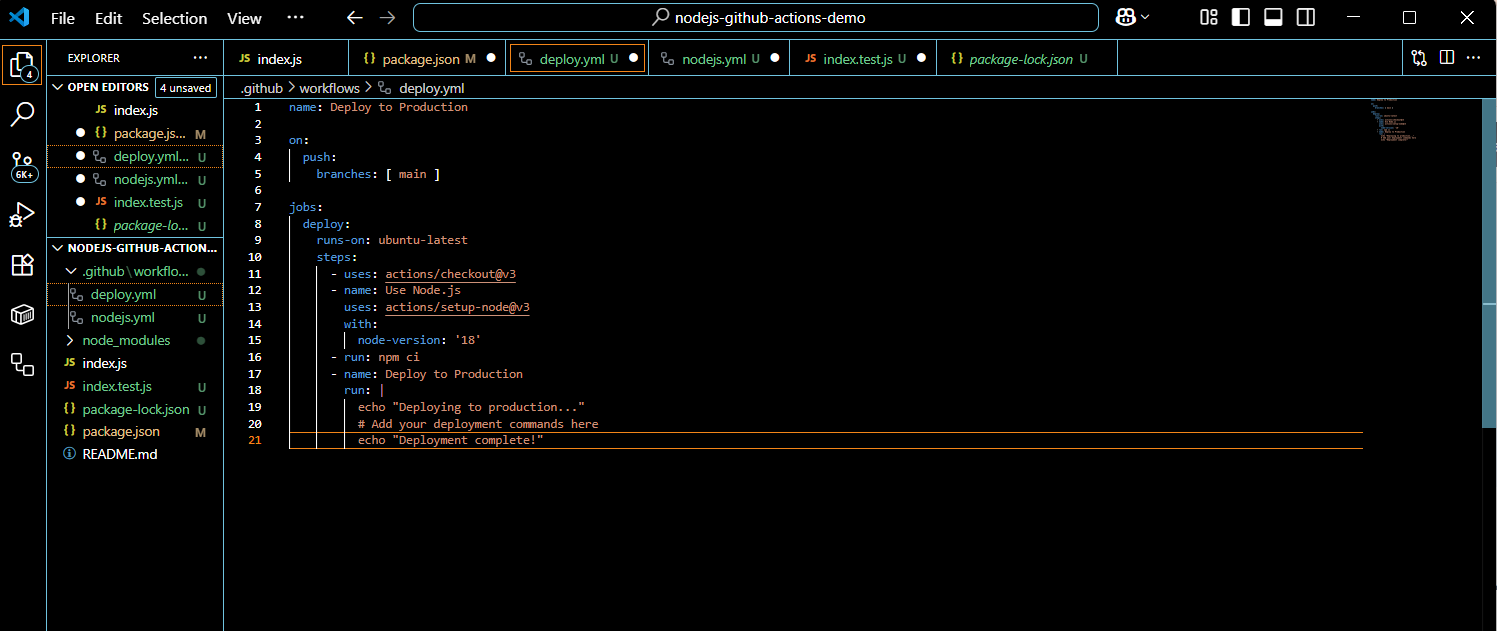 File Edit Selection View ··· nodejs-github-actions-demo
EXPLORER ···
OPEN EDITORS 4 unsaved
JS index.js
{} package.js... M
deploy.yml... U
nodejs.yml... U
JS index.test.js U
{} package-lo... U
NODEJS-GITHUB-ACTION...
.github\workflo...
deploy.yml U
nodejs.yml U
node_modules
JS index.js
JS index.test.js U
{} package-lock.json U
{} package.json M
README.md
4
6K+
JS index.js {} package.json M deploy.yml U nodejs.yml U JS index.test.js U {} package-lock.json U ···
.github > workflows > deploy.yml
1 name: Deploy to Production
2
3 on:
4 push:
5 branches: [ main ]
6
7 jobs:
8 deploy:
9 runs-on: ubuntu-latest
10 steps:
11 - uses: actions/checkout@v3
12 - name: Use Node.js
13 uses: actions/setup-node@v3
14 with:
15 node-version: '18'
16 - run: npm ci
17 - name: Deploy to Production
18 run: |
19 echo "Deploying to production..."
20 # Add your deployment commands here
21 echo "Deployment complete!"